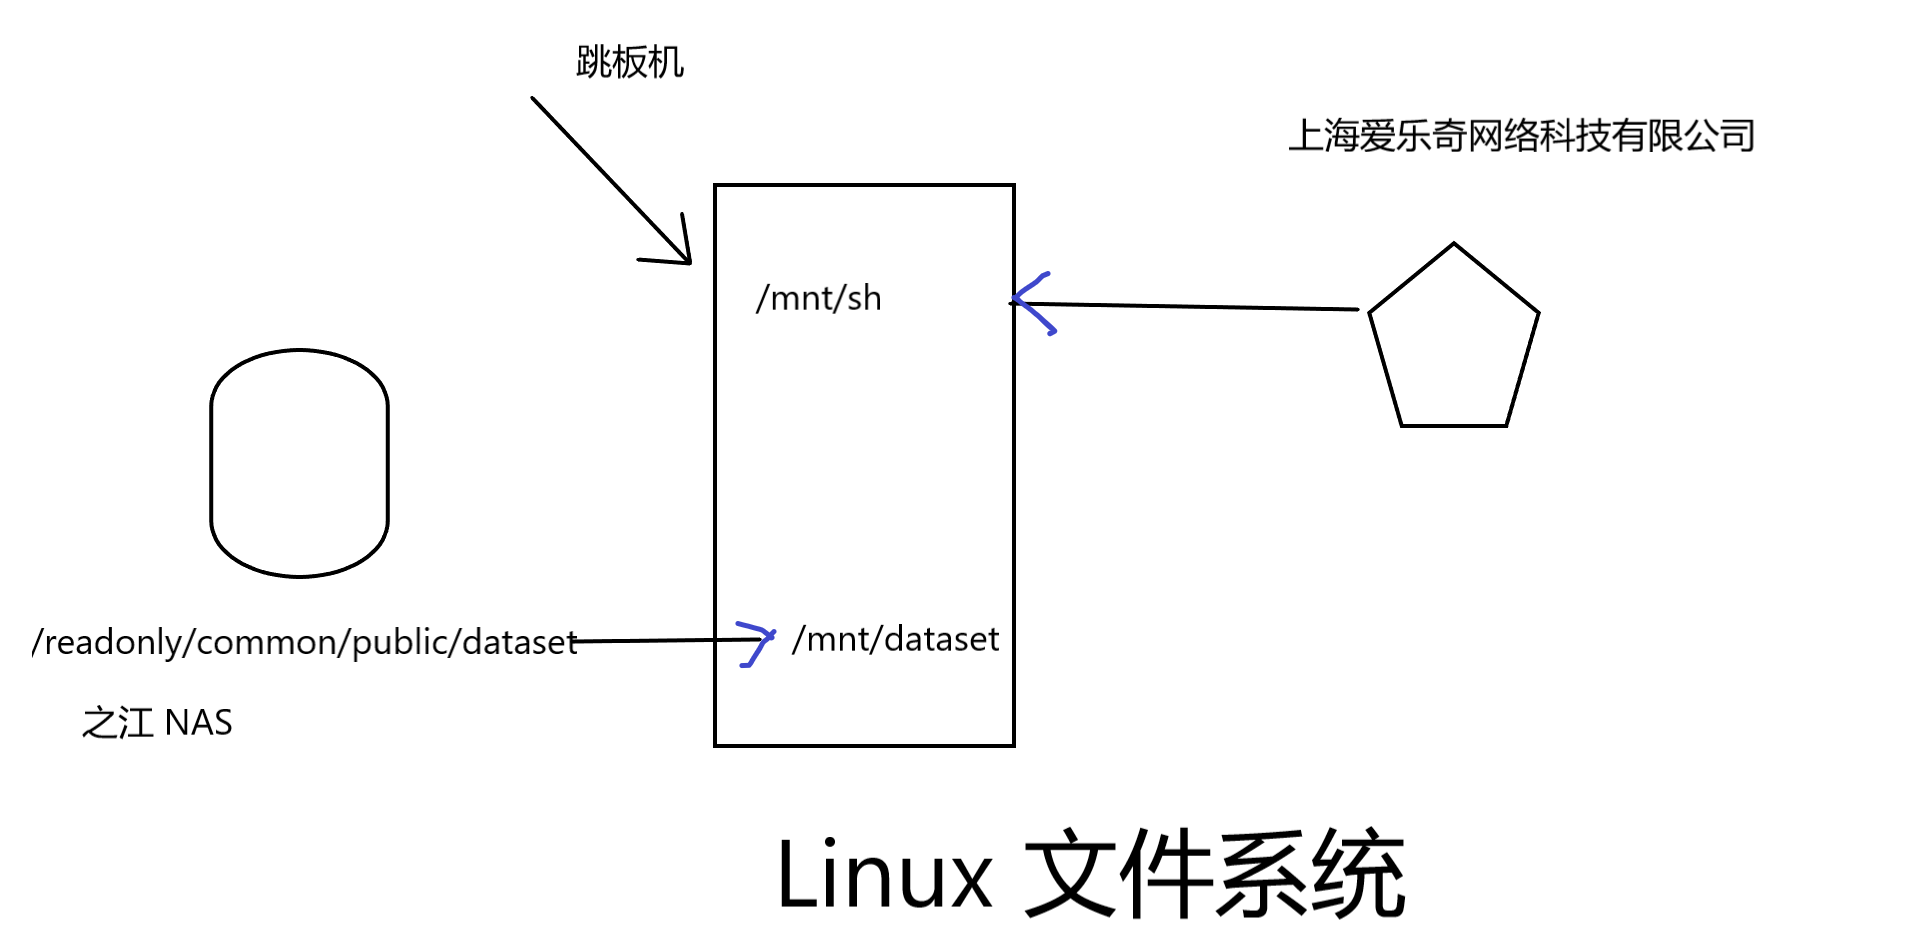 跳板机
上海爱乐奇网络科技有限公司
/mnt/sh
/readonly/common/public/dataset
/mnt/dataset
之江 NAS
Linux 文件系统